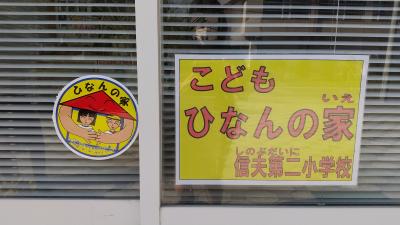 ひなんの家
こども
いえ
ひなんの家
しのぶだいに
信夫第二小学校